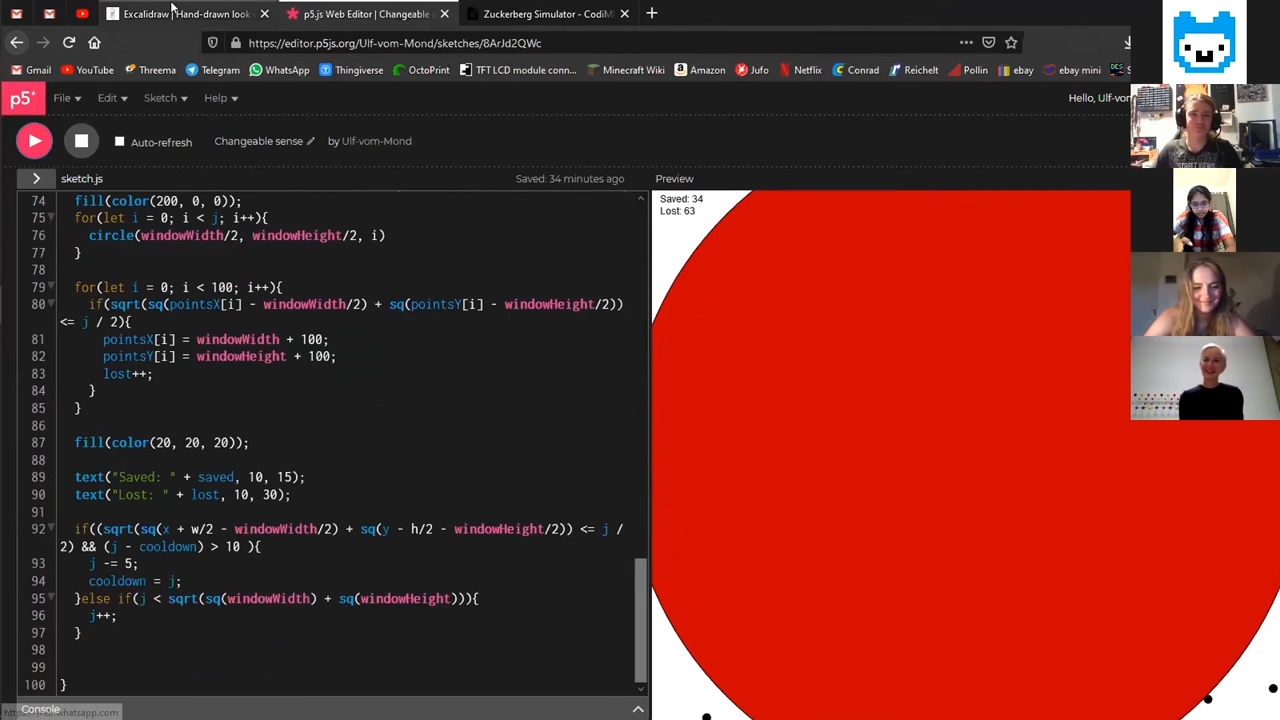 Excalidraw | Hand-drawn look
p5.js Web Editor | Changeable
Zuckerberg Simulator - CodiM
https://editor.p5js.org/Ulf-vom-Mond/sketches/8ArJd2QWc
Gmail YouTube Threema Telegram WhatsApp Thingiverse OctoPrint TFT LCD module conn... Minecraft Wiki Amazon Jufo Netflix Conrad Reichelt Pollin ebay ebay mini
p5* File Edit Sketch Help Hello, Ulf-vom
Auto-refresh Changeable sense by Ulf-vom-Mond
sketch.js Saved: 34 minutes ago Preview
Saved: 34
Lost: 63
74 fill(color(200, 0, 0));
75 for(let i = 0; i < j; i++){
76 circle(windowWidth/2, windowHeight/2, i)
77 }
78
79 for(let i = 0; i < 100; i++){
80 if(sqrt(sq(pointsX[i] - windowWidth/2) + sq(pointsY[i] - windowHeight/2))
<= j / 2){
81 pointsX[i] = windowWidth + 100;
82 pointsY[i] = windowHeight + 100;
83 lost++;
84 }
85 }
86
87 fill(color(20, 20, 20));
88
89 text("Saved: " + saved, 10, 15);
90 text("Lost: " + lost, 10, 30);
91
92 if((sqrt(sq(x + w/2 - windowWidth/2) + sq(y - h/2 - windowHeight/2)) <= j /
2) && (j - cooldown) > 10 ){
93 j -= 5;
94 cooldown = j;
95 }else if(j < sqrt(sq(windowWidth) + sq(windowHeight))){
96 j++;
97 }
98
99
100 }
Console